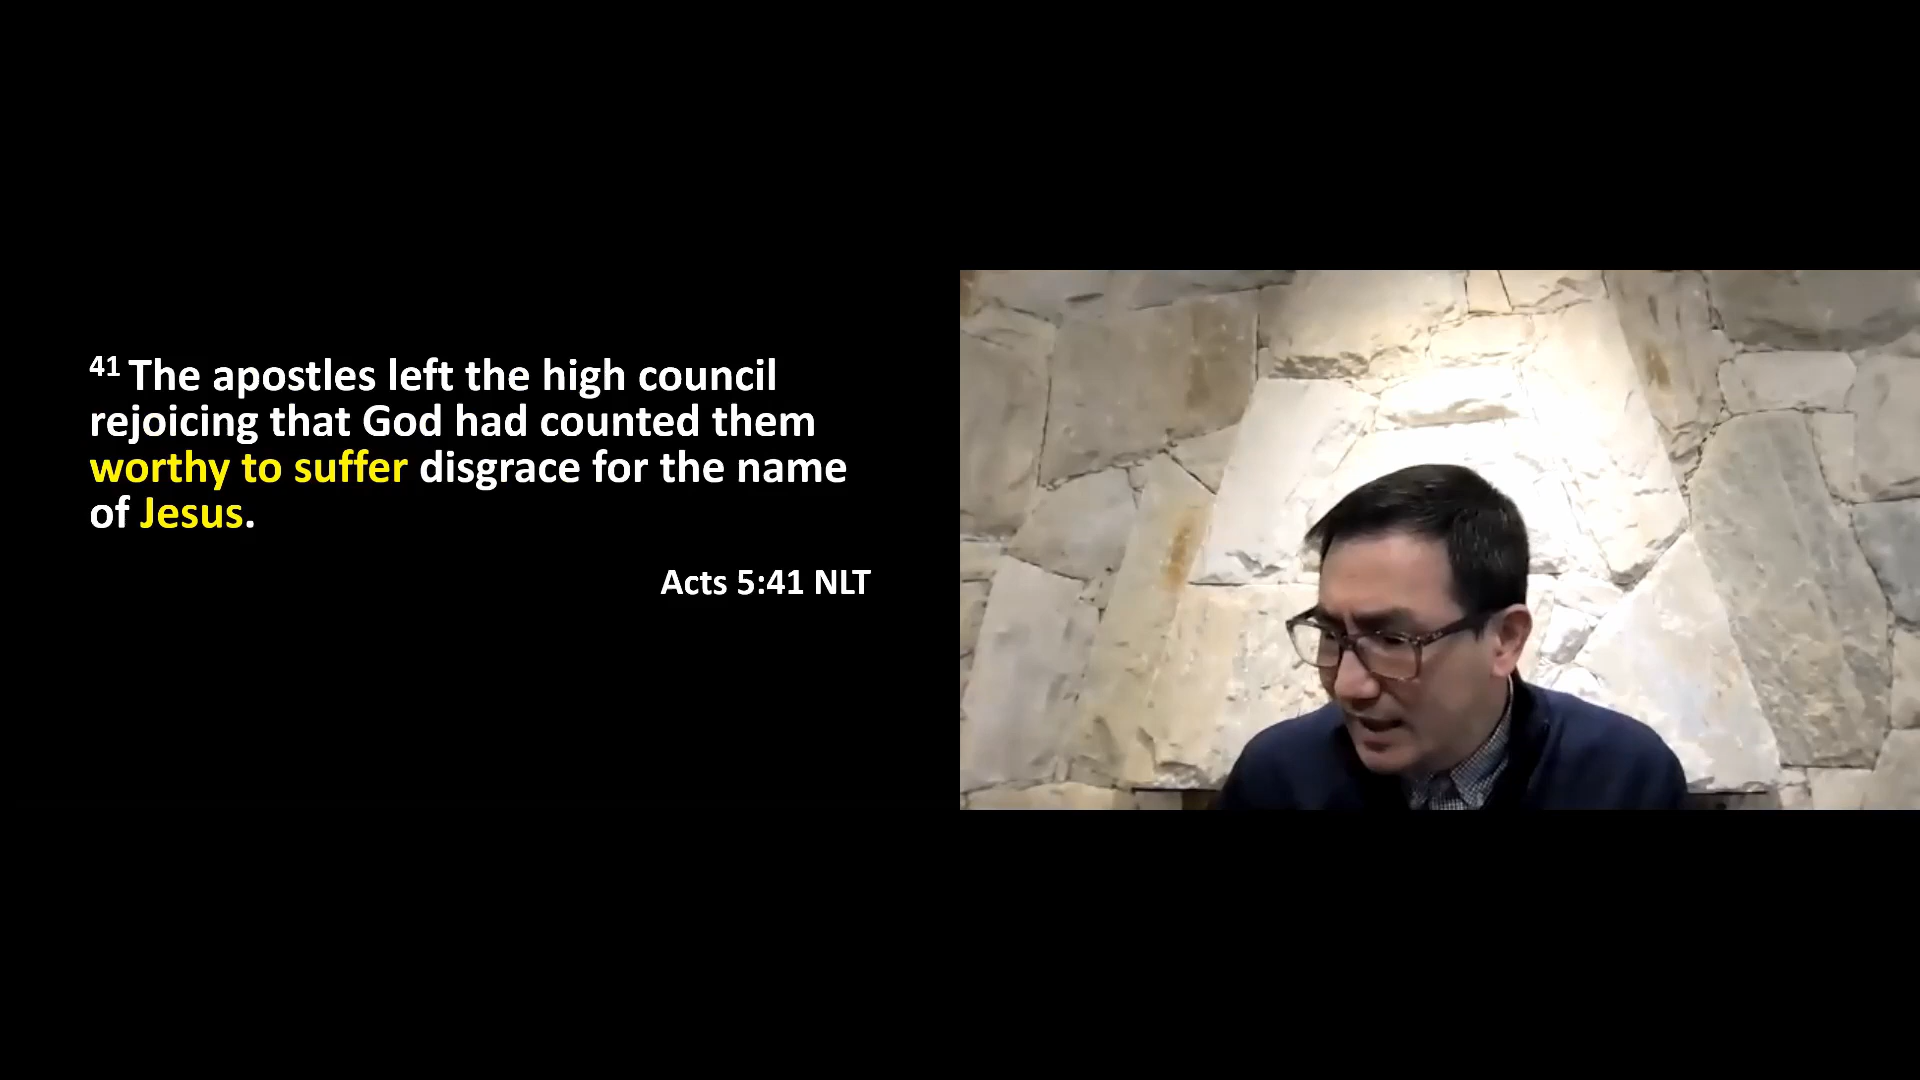 41 The apostles left the high council
rejoicing that God had counted them
worthy to suffer disgrace for the name
of Jesus.
Acts 5:41 NLT